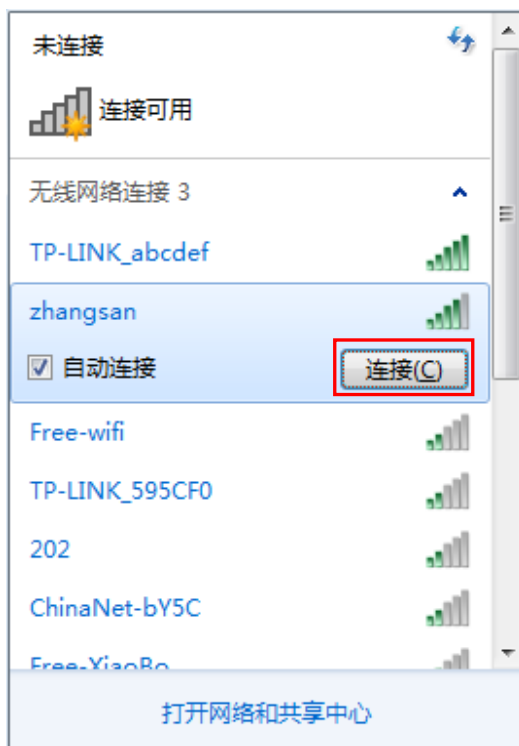 未连接
连接可用
无线网络连接 3
TP-LINK_abcdef
zhangsan
自动连接
连接(C)
Free-wifi
TP-LINK_595CF0
202
ChinaNet-bY5C
Free-XiaoBo
打开网络和共享中心